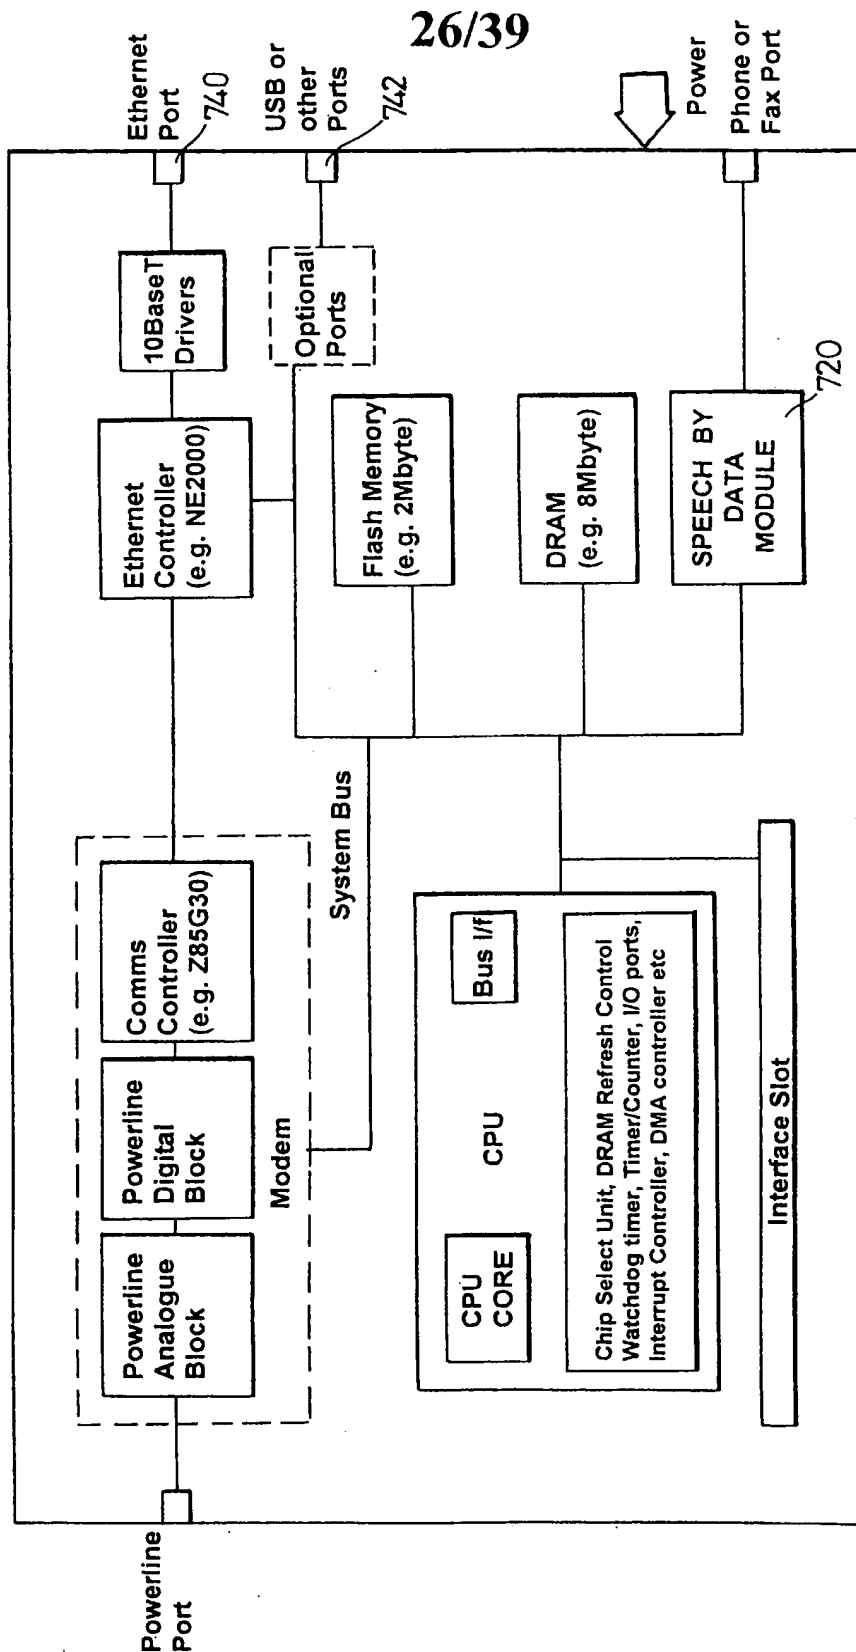 26/39
Powerline
Port
Powerline
Analogue
Block
Powerline
Digital
Block
Comms
Controller
(e.g. Z85G30)
Modem
Ethernet
Controller
(e.g. NE2000)
10BaseT
Drivers
Ethernet
Port
740
USB or
other
Ports
742
Optional
Ports
System Bus
Flash Memory
(e.g. 2Mbyte)
DRAM
(e.g. 8Mbyte)
Power
SPEECH BY
DATA
MODULE
720
Phone or
Fax Port
CPU
CORE
CPU
Bus I/f
Chip Select Unit, DRAM Refresh Control
Watchdog timer, Timer/Counter, I/O ports,
Interrupt Controller, DMA controller etc
Interface Slot